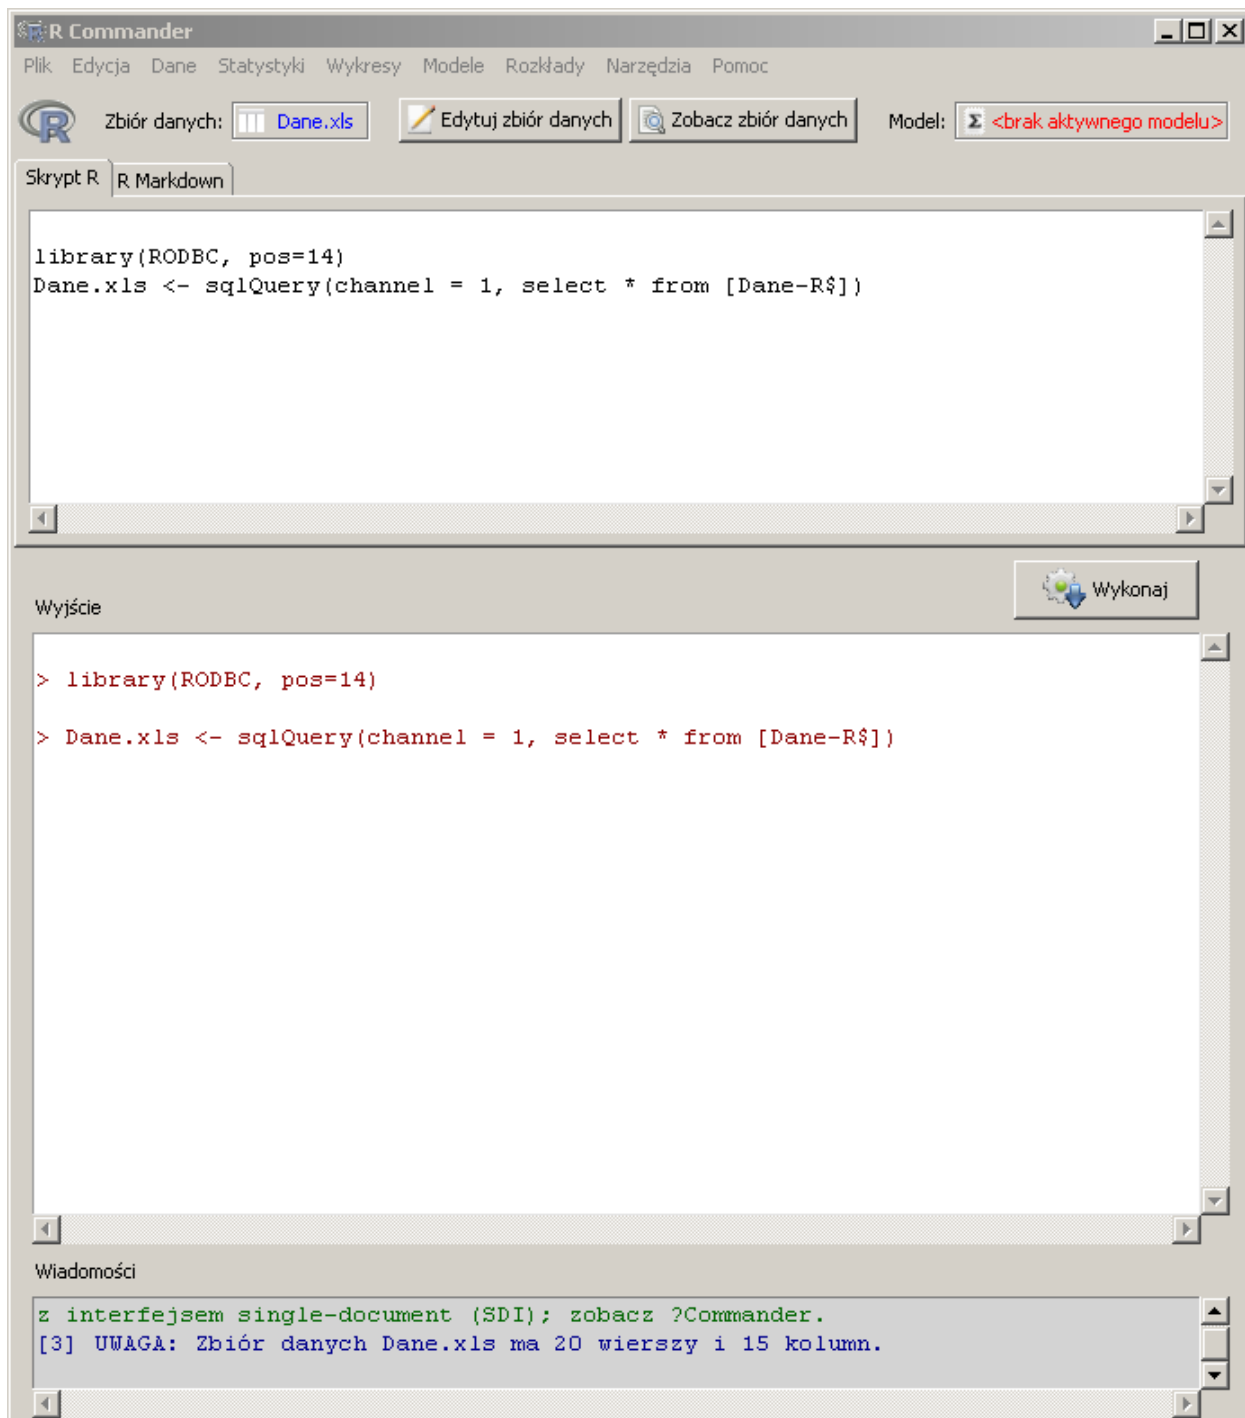 R Commander
Plik Edycja Dane Statystyki Wykresy Modele Rozkłady Narzędzia Pomoc
R Zbiór danych: Dane.xls Edytuj zbiór danych Zobacz zbiór danych Model: Σ <brak aktywnego modelu>
Skrypt R R Markdown
library(RODBC, pos=14)
Dane.xls <- sqlQuery(channel = 1, select * from [Dane-R$])
Wykonaj
Wyjście
> library(RODBC, pos=14)
> Dane.xls <- sqlQuery(channel = 1, select * from [Dane-R$])
Wiadomości
z interfejsem single-document (SDI); zobacz ?Commander.
[3] UWAGA: Zbiór danych Dane.xls ma 20 wierszy i 15 kolumn.